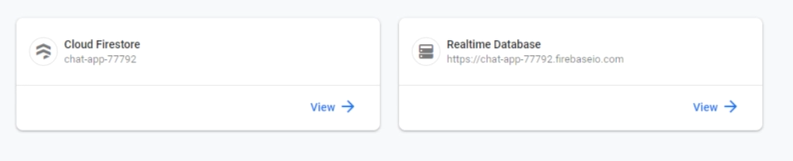 Cloud Firestore
chat-app-77792
View
Realtime Database
https://chat-app-77792.firebaseio.com
View